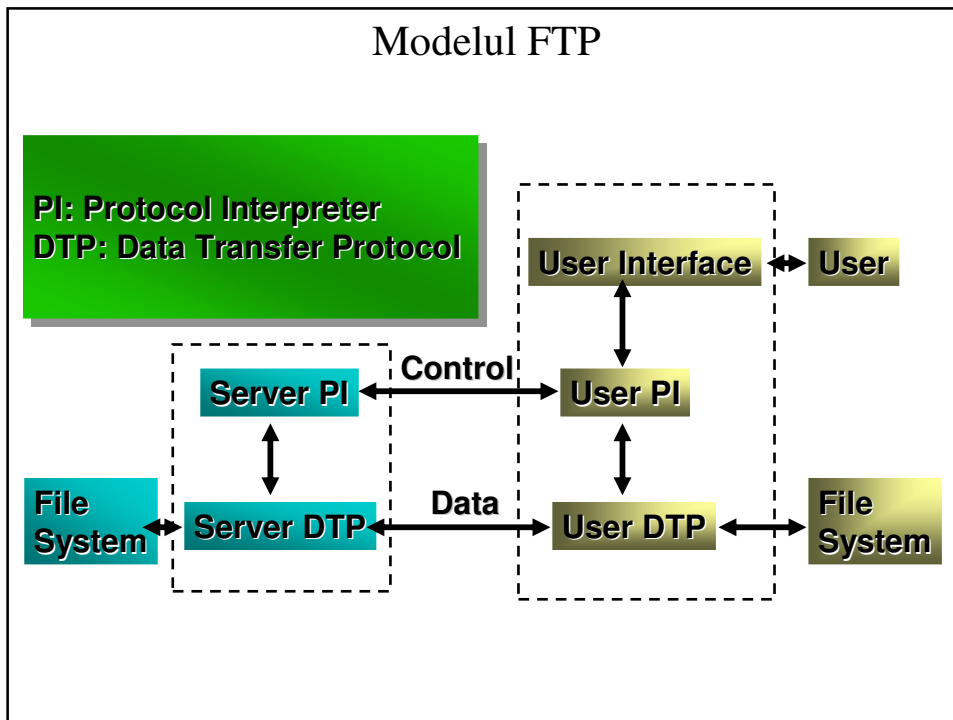 Modelul FTP
PI: Protocol Interpreter
DTP: Data Transfer Protocol
User Interface
User
Control
Server PI
User PI
File
System
Server DTP
Data
User DTP
File
System